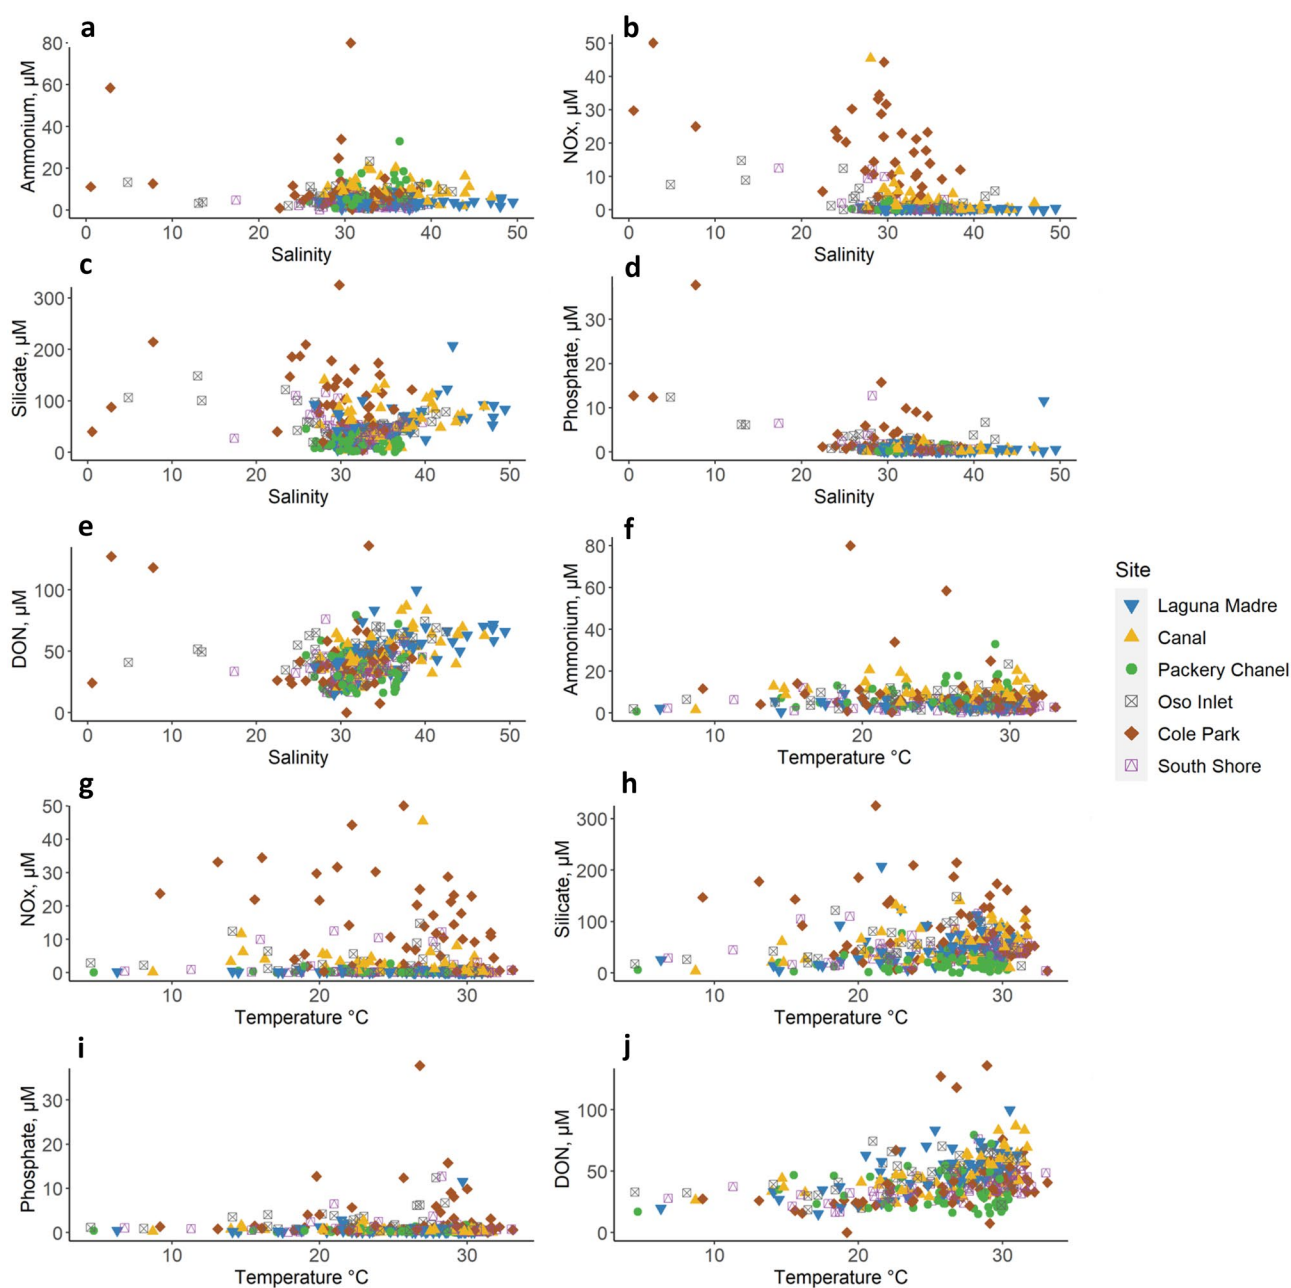 a
80
60
40
20
0
Ammonium, µM
0 10 20 30 40 50
Salinity
b
50
40
30
20
10
0
NOx, µM
0 10 20 30 40 50
Salinity
c
300
200
100
0
Silicate, µM
0 10 20 30 40 50
Salinity
d
30
20
10
0
Phosphate, µM
0 10 20 30 40 50
Salinity
e
100
50
0
DON, µM
0 10 20 30 40 50
Salinity
f
80
60
40
20
0
Ammonium, µM
10 20 30
Temperature °C
Site
Laguna Madre
Canal
Packery Chanel
Oso Inlet
Cole Park
South Shore
g
50
40
30
20
10
0
NOx, µM
10 20 30
Temperature °C
h
300
200
100
0
Silicate, µM
10 20 30
Temperature °C
i
30
20
10
0
Phosphate, µM
10 20 30
Temperature °C
j
100
50
0
DON, µM
10 20 30
Temperature °C